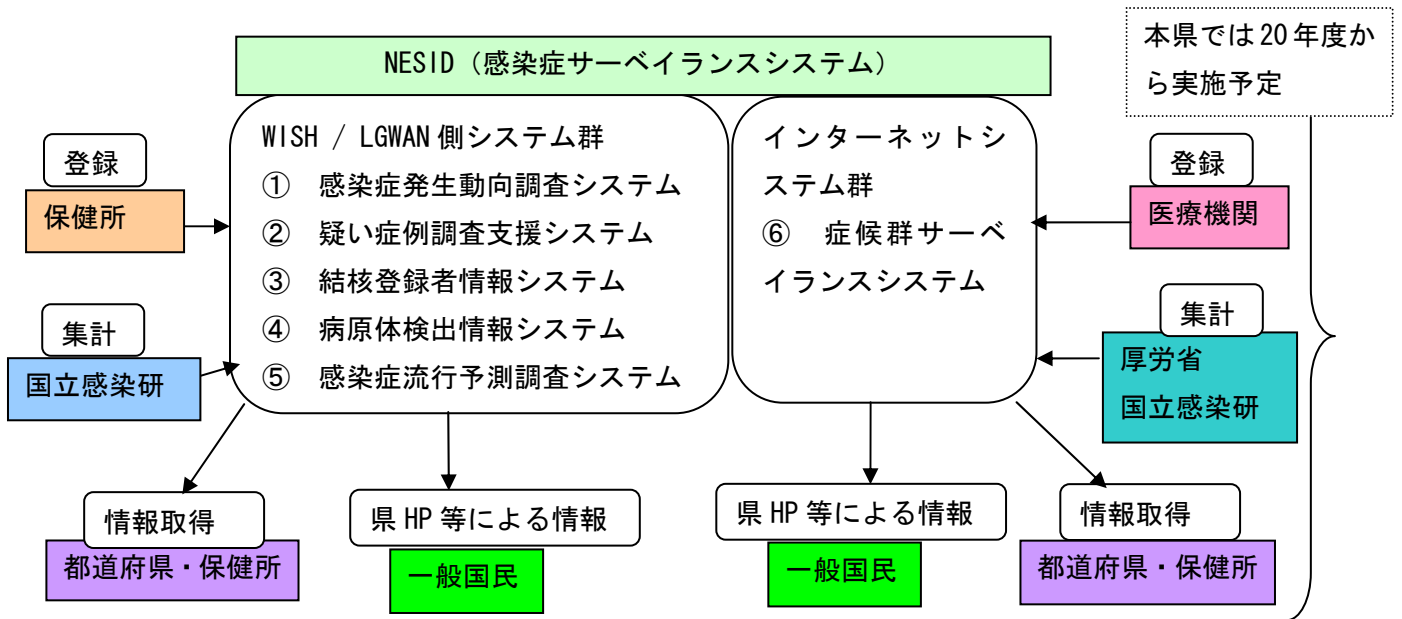 本県では20年度か
ら実施予定
NESID（感染症サーベイランスシステム）
WISH / LGWAN 側システム群
① 感染症発生動向調査システム
② 疑い症例調査支援システム
③ 結核登録者情報システム
④ 病原体検出情報システム
⑤ 感染症流行予測調査システム
インターネットシ
ステム群
⑥ 症候群サーベ
イランスシステム
登録
保健所
集計
国立感染研
登録
医療機関
集計
厚労省
国立感染研
情報取得
都道府県・保健所
県 HP 等による情報
一般国民
県 HP 等による情報
一般国民
情報取得
都道府県・保健所